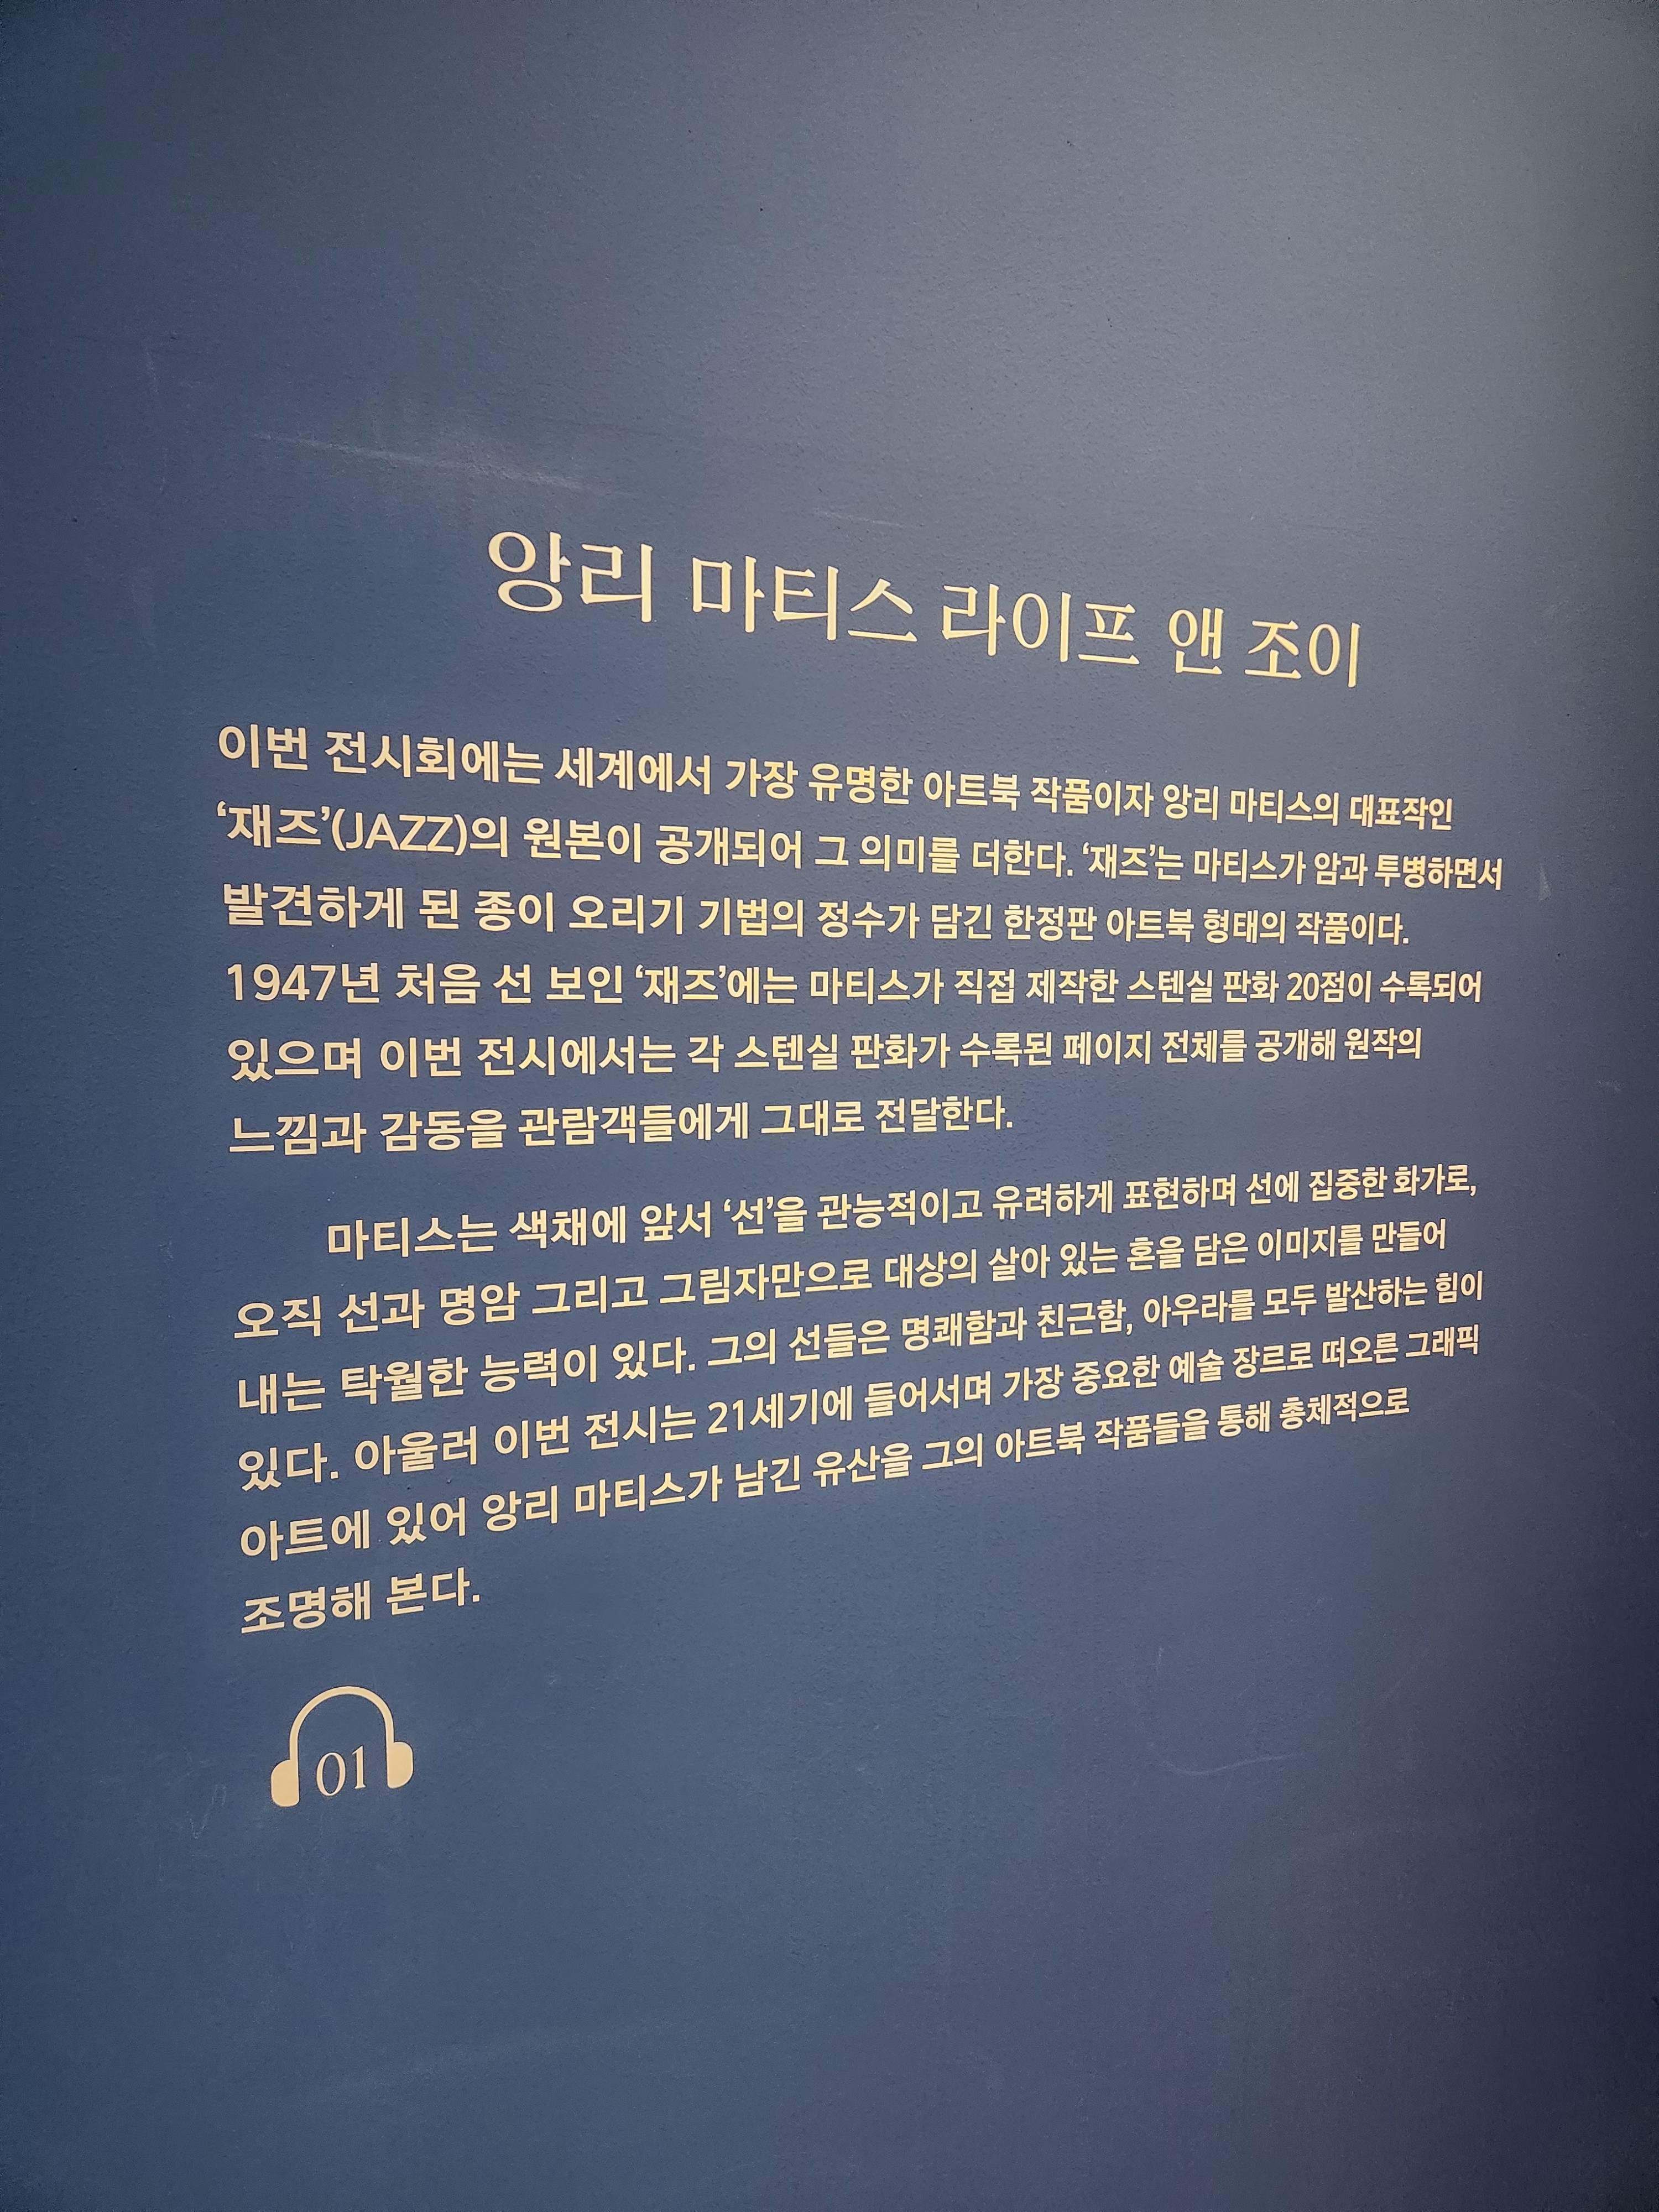 앙리 마티스 라이프 앤 조이
이번 전시회에는 세계에서 가장 유명한 아트북 작품이자 앙리 마티스의 대표작인
‘재즈’(JAZZ)의 원본이 공개되어 그 의미를 더한다. ‘재즈’는 마티스가 암과 투병하면서
발견하게 된 종이 오리기 기법의 정수가 담긴 한정판 아트북 형태의 작품이다.
1947년 처음 선 보인 ‘재즈’에는 마티스가 직접 제작한 스텐실 판화 20점이 수록되어
있으며 이번 전시에서는 각 스텐실 판화가 수록된 페이지 전체를 공개해 원작의
느낌과 감동을 관람객들에게 그대로 전달한다.
마티스는 색채에 앞서 ‘선’을 관능적이고 유려하게 표현하며 선에 집중한 화가로,
오직 선과 명암 그리고 그림자만으로 대상의 살아 있는 혼을 담은 이미지를 만들어
내는 탁월한 능력이 있다. 그의 선들은 명쾌함과 친근함, 아우라를 모두 발산하는 힘이
있다. 아울러 이번 전시는 21세기에 들어서며 가장 중요한 예술 장르로 떠오른 그래픽
아트에 있어 앙리 마티스가 남긴 유산을 그의 아트북 작품들을 통해 총체적으로
조명해 본다.
01